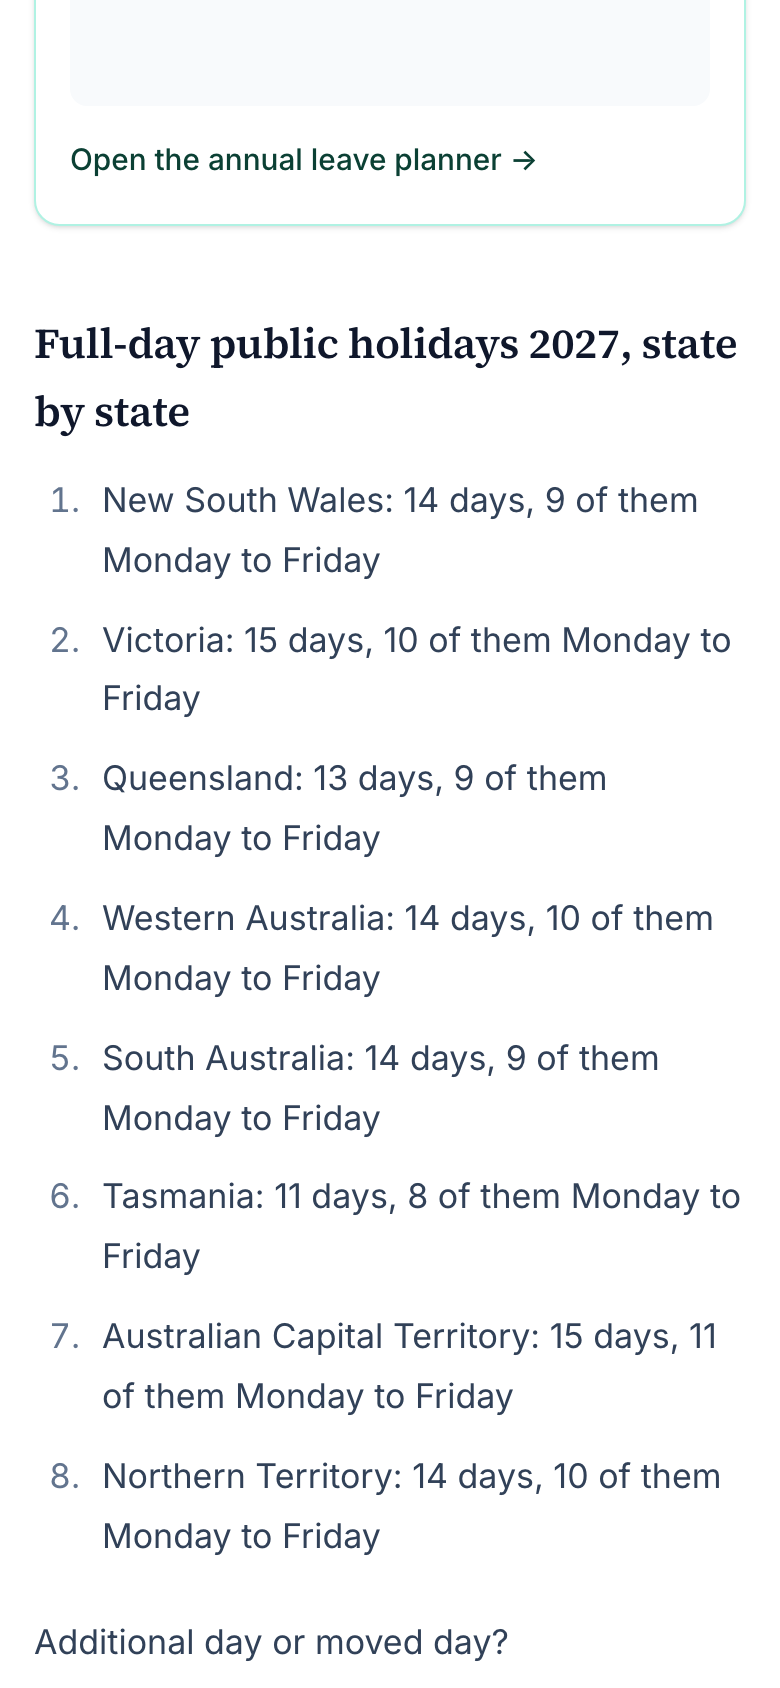 Open the annual leave planner →
Full-day public holidays 2027, state
by state
1. New South Wales: 14 days, 9 of them
Monday to Friday
2. Victoria: 15 days, 10 of them Monday to
Friday
3. Queensland: 13 days, 9 of them
Monday to Friday
4. Western Australia: 14 days, 10 of them
Monday to Friday
5. South Australia: 14 days, 9 of them
Monday to Friday
6. Tasmania: 11 days, 8 of them Monday to
Friday
7. Australian Capital Territory: 15 days, 11
of them Monday to Friday
8. Northern Territory: 14 days, 10 of them
Monday to Friday
Additional day or moved day?